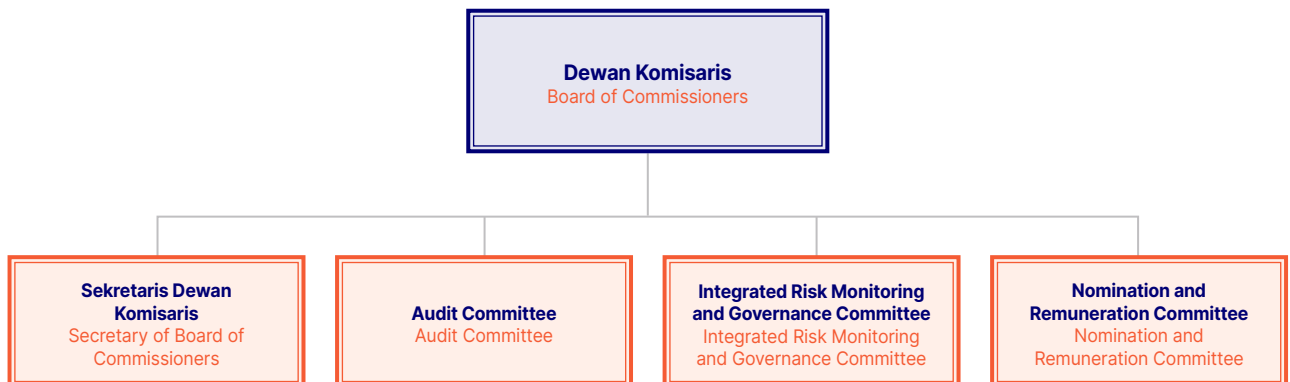 Dewan Komisaris
Board of Commissioners
Sekretaris Dewan
Komisaris
Secretary of Board of
Commissioners
Audit Committee
Audit Committee
Integrated Risk Monitoring
and Governance Committee
Integrated Risk Monitoring
and Governance Committee
Nomination and
Remuneration Committee
Nomination and
Remuneration Committee